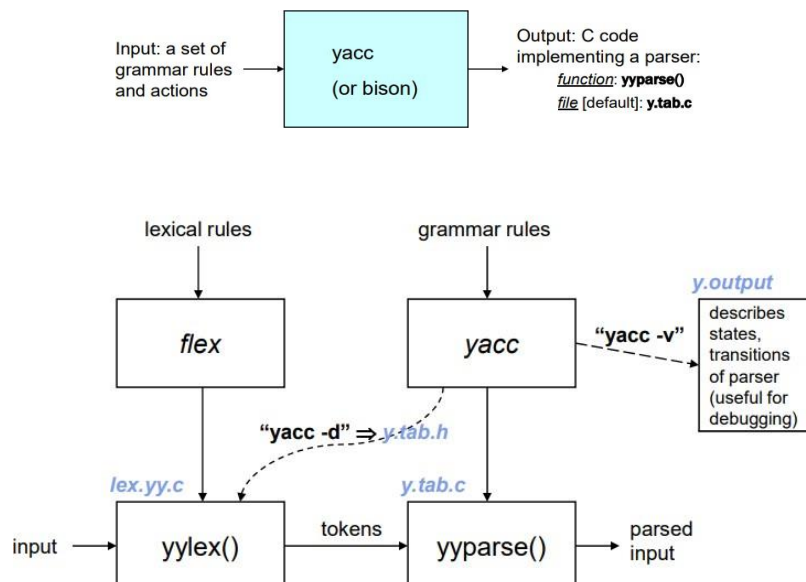 Input: a set of
grammar rules
and actions
yacc
(or bison)
Output: C code
implementing a parser:
function: yyparse()
file [default]: y.tab.c
lexical rules
grammar rules
flex
yacc
"yacc -v"
y.output
describes
states,
transitions
of parser
(useful for
debugging)
"yacc -d" ⇒ y.tab.h
lex.yy.c
y.tab.c
input
yylex()
tokens
yyparse()
parsed
input